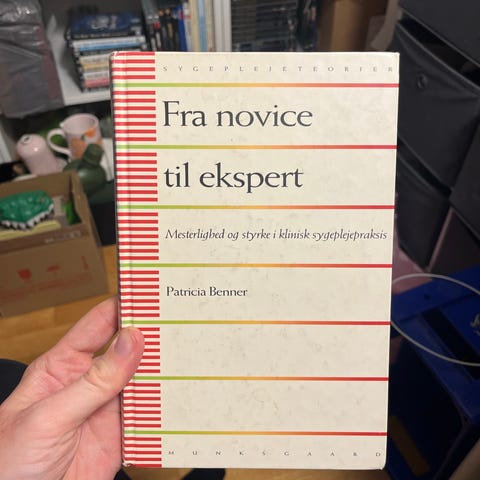 SYGEPLEJETEORIER
Fra novice
til ekspert
Mesterlighed og styrke i klinisk sygeplejepraksis
Patricia Benner
MUNKSGAARD